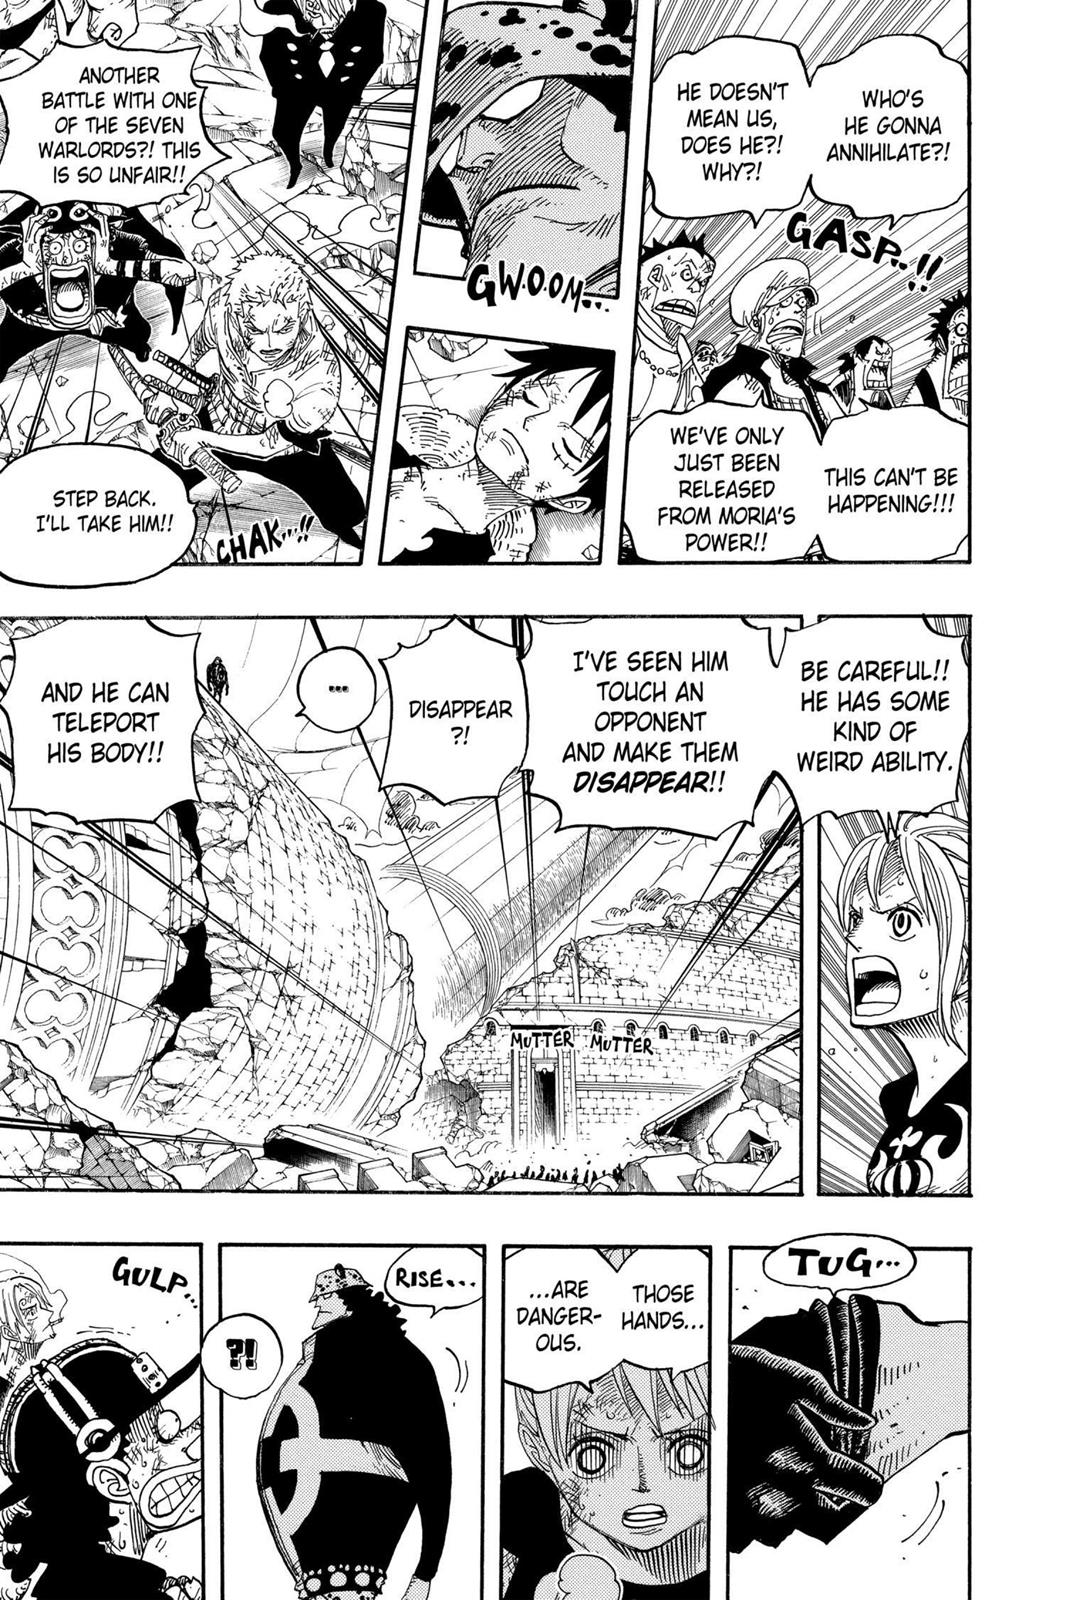 WHO'S
HE GONNA
ANNIHILATE?!
HE DOESN'T
MEAN US,
DOES HE?!
WHY?!
GASP..!!
THIS CAN'T BE
HAPPENING!!!
WE'VE ONLY
JUST BEEN
RELEASED
FROM MORIA'S
POWER!!
GWOOM...
ANOTHER
BATTLE WITH ONE
OF THE SEVEN
WARLORDS?! THIS
IS SO UNFAIR!!
STEP BACK.
I'LL TAKE HIM!!
CHAK...!!
BE CAREFUL!!
HE HAS SOME
KIND OF
WEIRD ABILITY.
I'VE SEEN HIM
TOUCH AN
OPPONENT
AND MAKE THEM
DISAPPEAR!!
DISAPPEAR
?!
...
AND HE CAN
TELEPORT
HIS BODY!!
MUTTER MUTTER
TUG...
THOSE
HANDS...
...ARE
DANGER-
OUS.
RISE...
?!
GULP...